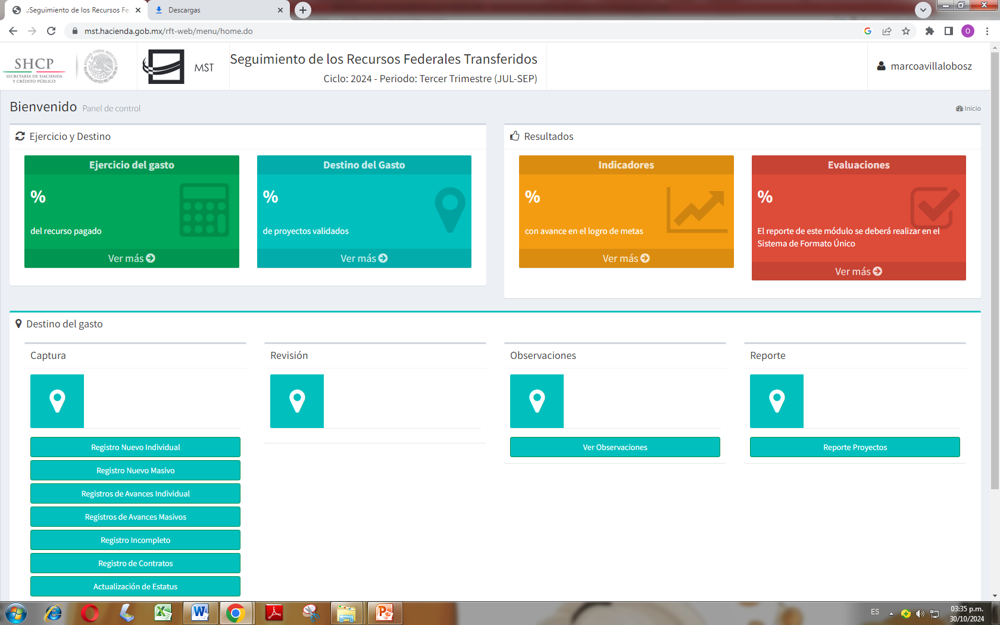 .:Seguimiento de los Recursos Fe
Descargas
mst.hacienda.gob.mx/rft-web/menu/home.do
O
SHCP
SECRETARÍA DE HACIENDA
Y CRÉDITO PÚBLICO
ESTADOS UNIDOS MEXICANOS
MST
Seguimiento de los Recursos Federales Transferidos
Ciclo: 2024 - Periodo: Tercer Trimestre (JUL-SEP)
marcoavillalobosz
Bienvenido Panel de control
Inicio
Ejercicio y Destino
Ejercicio del gasto
%
del recurso pagado
Ver más
Destino del Gasto
%
de proyectos validados
Ver más
Resultados
Indicadores
%
con avance en el logro de metas
Ver más
Evaluaciones
%
El reporte de este módulo se deberá realizar en el
Sistema de Formato Único
Ver más
Destino del gasto
Captura
Registro Nuevo Individual
Registro Nuevo Masivo
Registros de Avances Individual
Registros de Avances Masivos
Registro Incompleto
Registro de Contratos
Actualización de Estatus
Revisión
Observaciones
Ver Observaciones
Reporte
Reporte Proyectos
ES
03:35 p.m.
30/10/2024